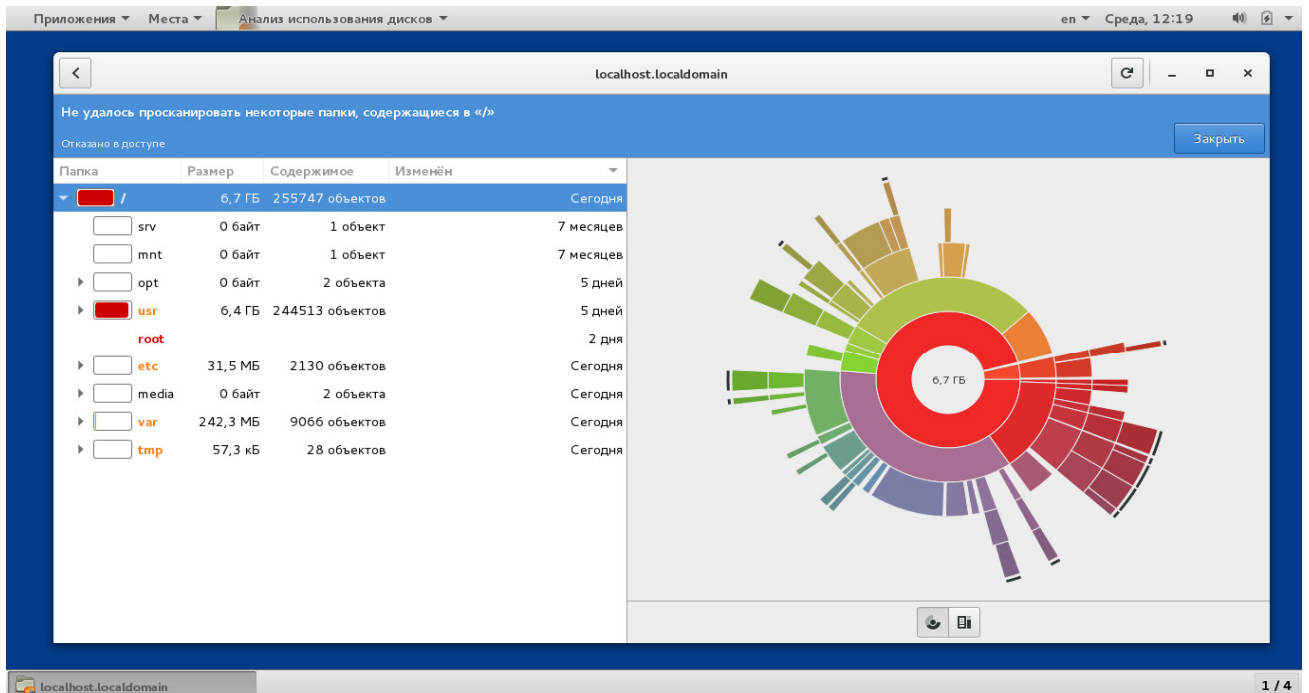 Приложения Места Анализ использования дисков en Среда, 12:19
localhost.localdomain
Не удалось просканировать некоторые папки, содержащиеся в «/»
Отказано в доступе
Закрыть
Папка Размер Содержимое Изменён
/ 6,7 ГБ 255747 объектов Сегодня
srv 0 байт 1 объект 7 месяцев
mnt 0 байт 1 объект 7 месяцев
opt 0 байт 2 объекта 5 дней
usr 6,4 ГБ 244513 объектов 5 дней
root 2 дня
etc 31,5 МБ 2130 объектов Сегодня
media 0 байт 2 объекта Сегодня
var 242,3 МБ 9066 объектов Сегодня
tmp 57,3 кБ 28 объектов Сегодня
6,7 ГБ
localhost.localdomain 1 / 4